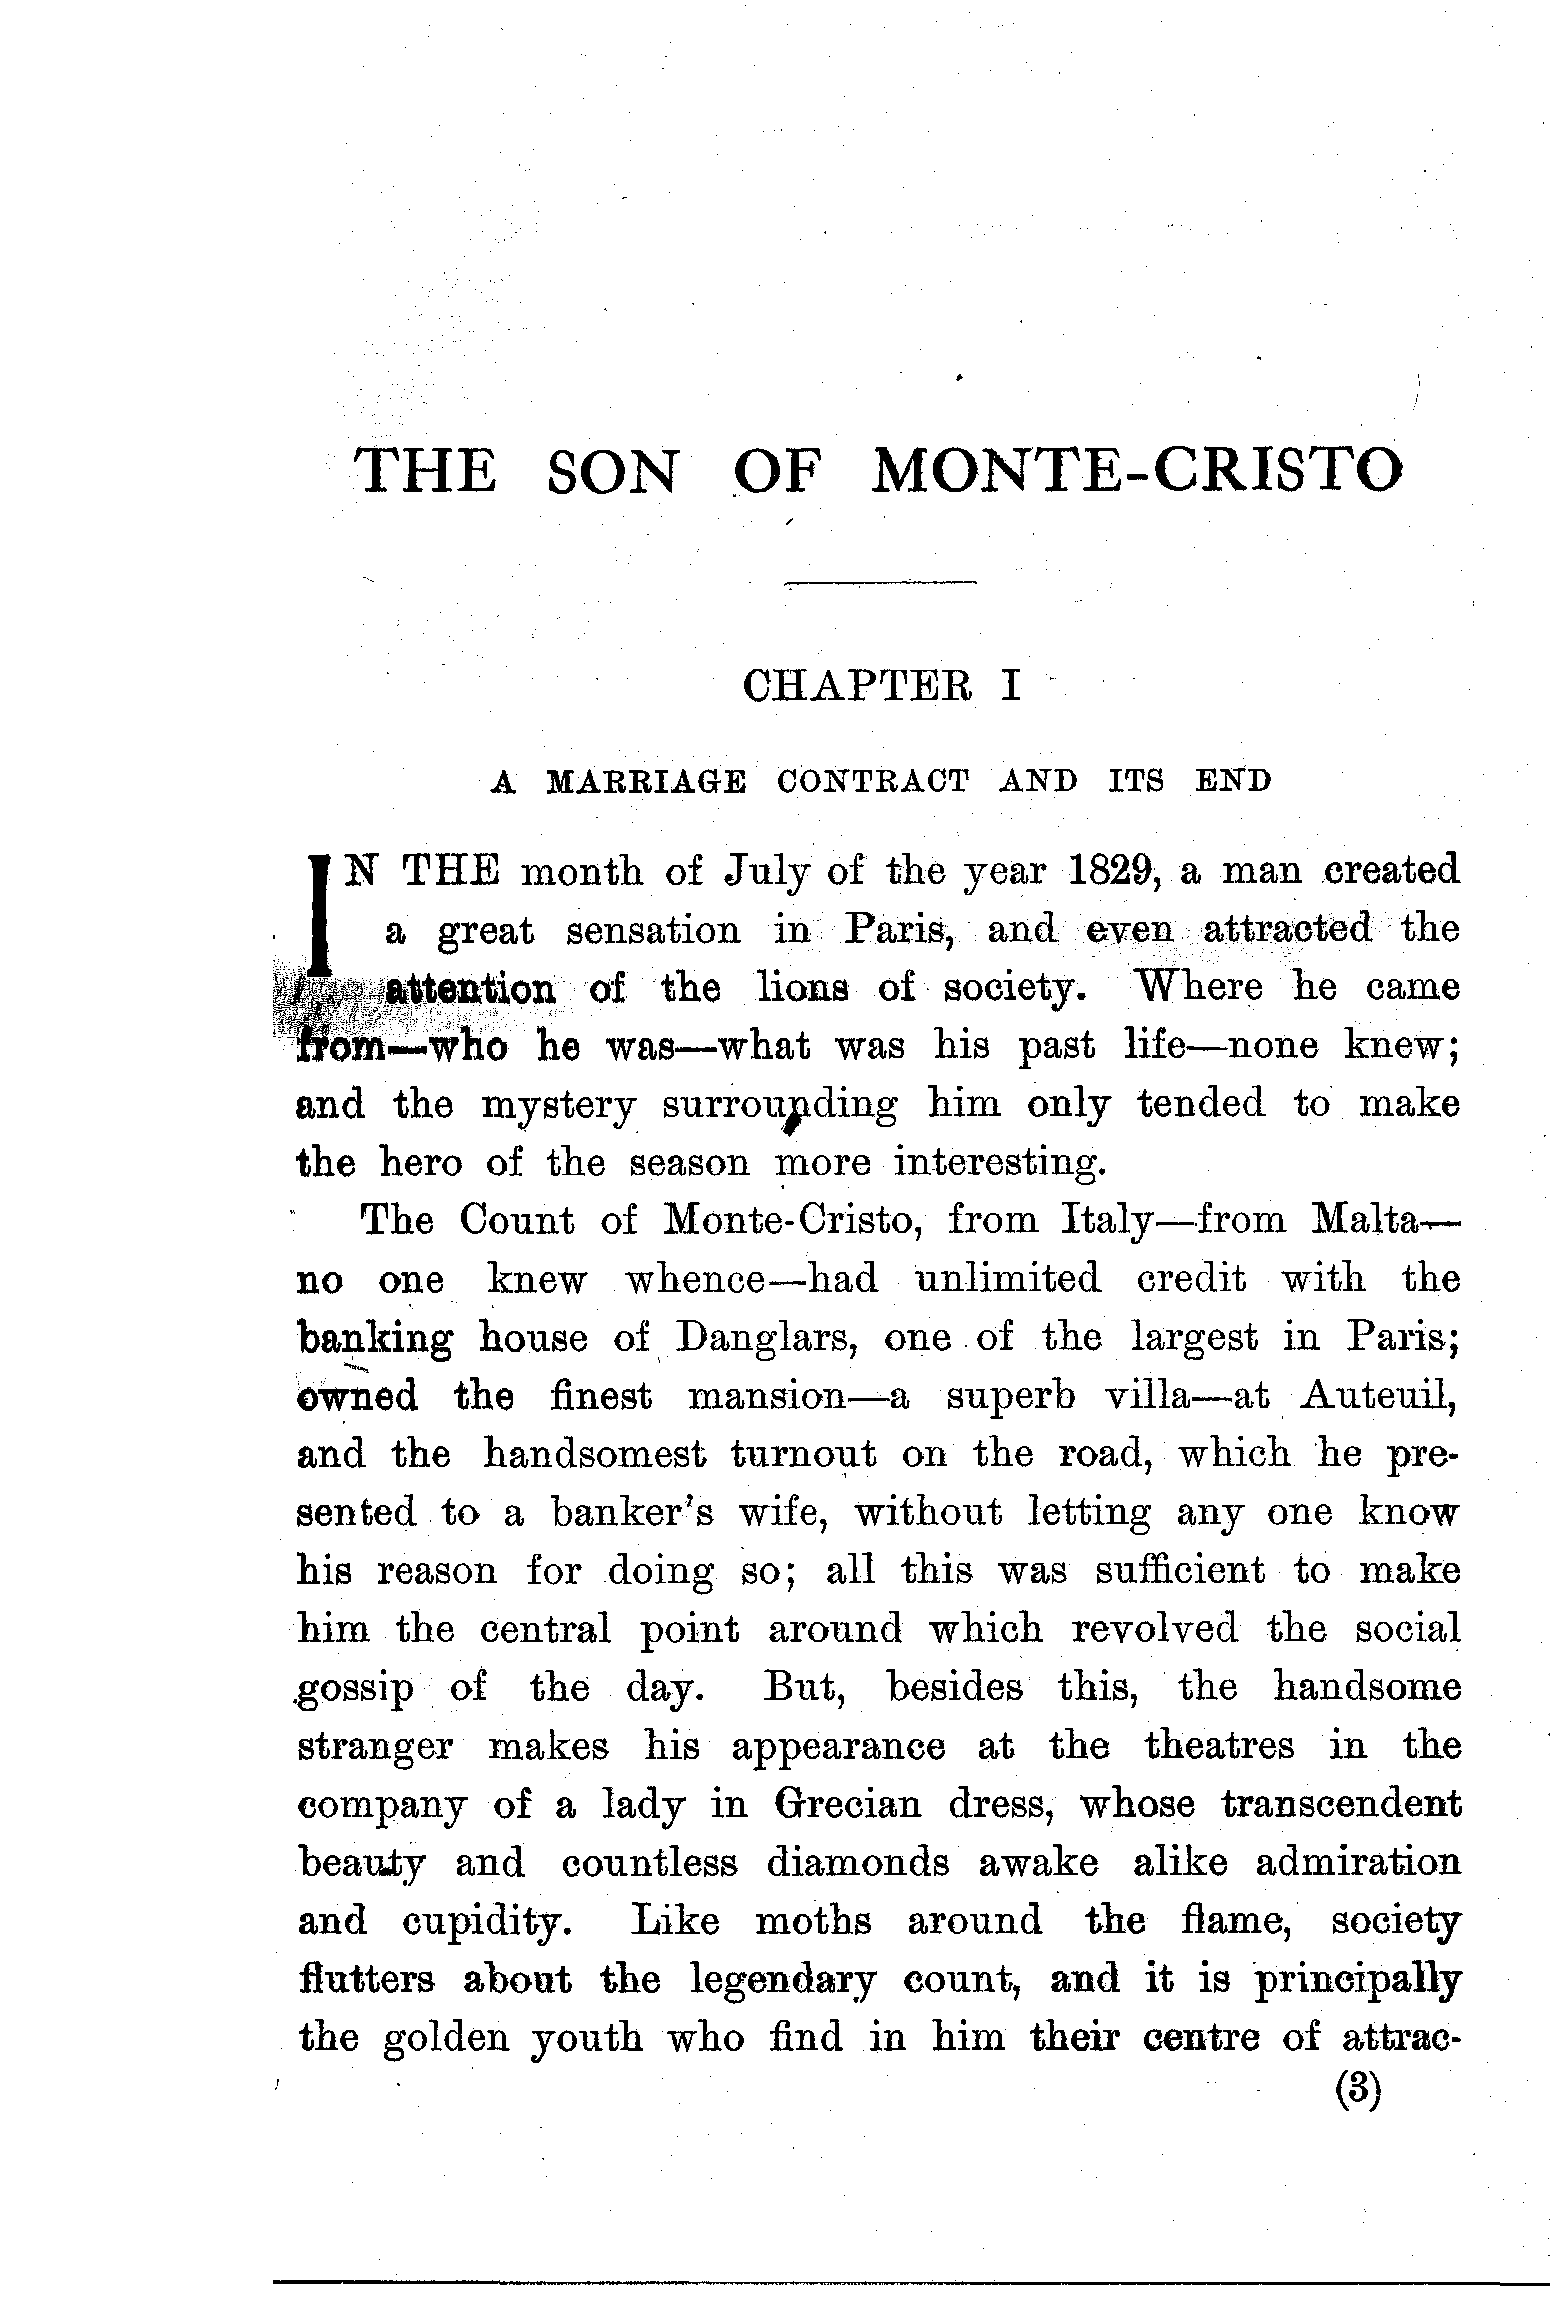 THE SON OF MONTE-CRISTO
CHAPTER I
A MARRIAGE CONTRACT AND ITS END
IN THE month of July of the year 1829, a man created
a great sensation in Paris, and even attracted the
attention of the lions of society. Where he came
from—who he was—what was his past life—none knew;
and the mystery surrounding him only tended to make
the hero of the season more interesting.
The Count of Monte-Cristo, from Italy—from Malta—
no one knew whence—had unlimited credit with the
banking house of Danglars, one of the largest in Paris;
owned the finest mansion—a superb villa—at Auteuil,
and the handsomest turnout on the road, which he pre-
sented to a banker's wife, without letting any one know
his reason for doing so; all this was sufficient to make
him the central point around which revolved the social
gossip of the day. But, besides this, the handsome
stranger makes his appearance at the theatres in the
company of a lady in Grecian dress, whose transcendent
beauty and countless diamonds awake alike admiration
and cupidity. Like moths around the flame, society
flutters about the legendary count, and it is principally
the golden youth who find in him their centre of attrac-
(3)